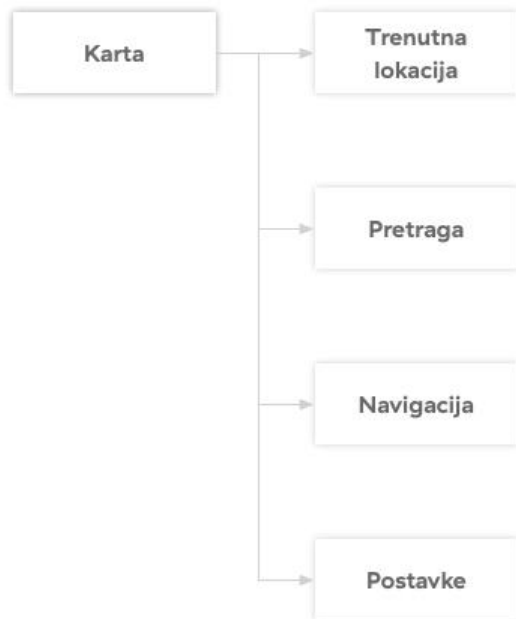 Karta
Trenutna
lokacija
Pretraga
Navigacija
Postavke